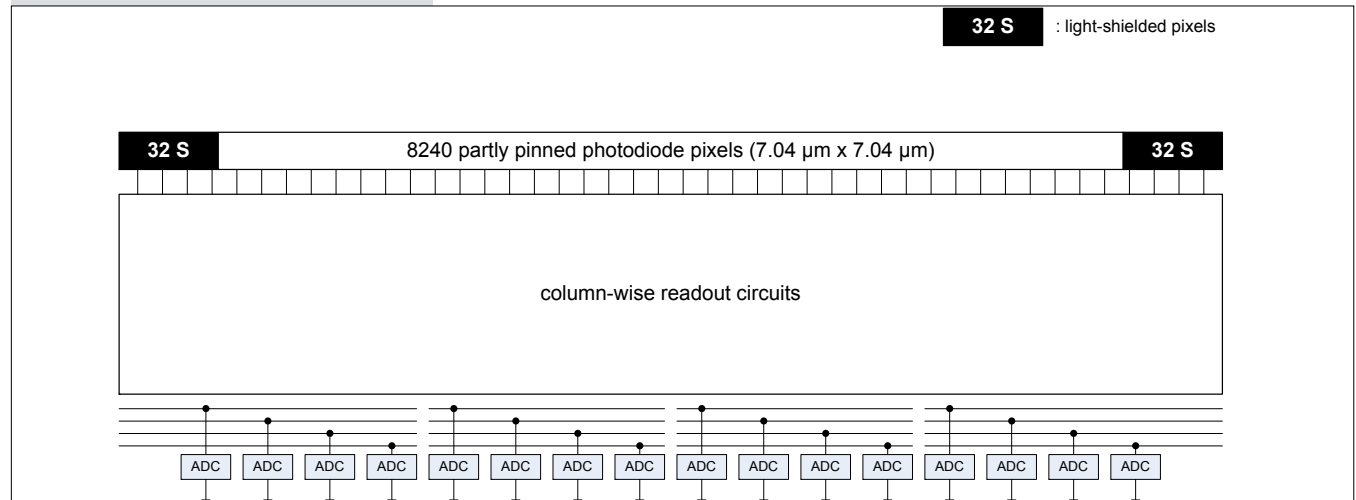 32 S : light-shielded pixels
32 S 8240 partly pinned photodiode pixels (7.04 µm x 7.04 µm) 32 S
column-wise readout circuits
ADC ADC ADC ADC ADC ADC ADC ADC ADC ADC ADC ADC ADC ADC ADC ADC